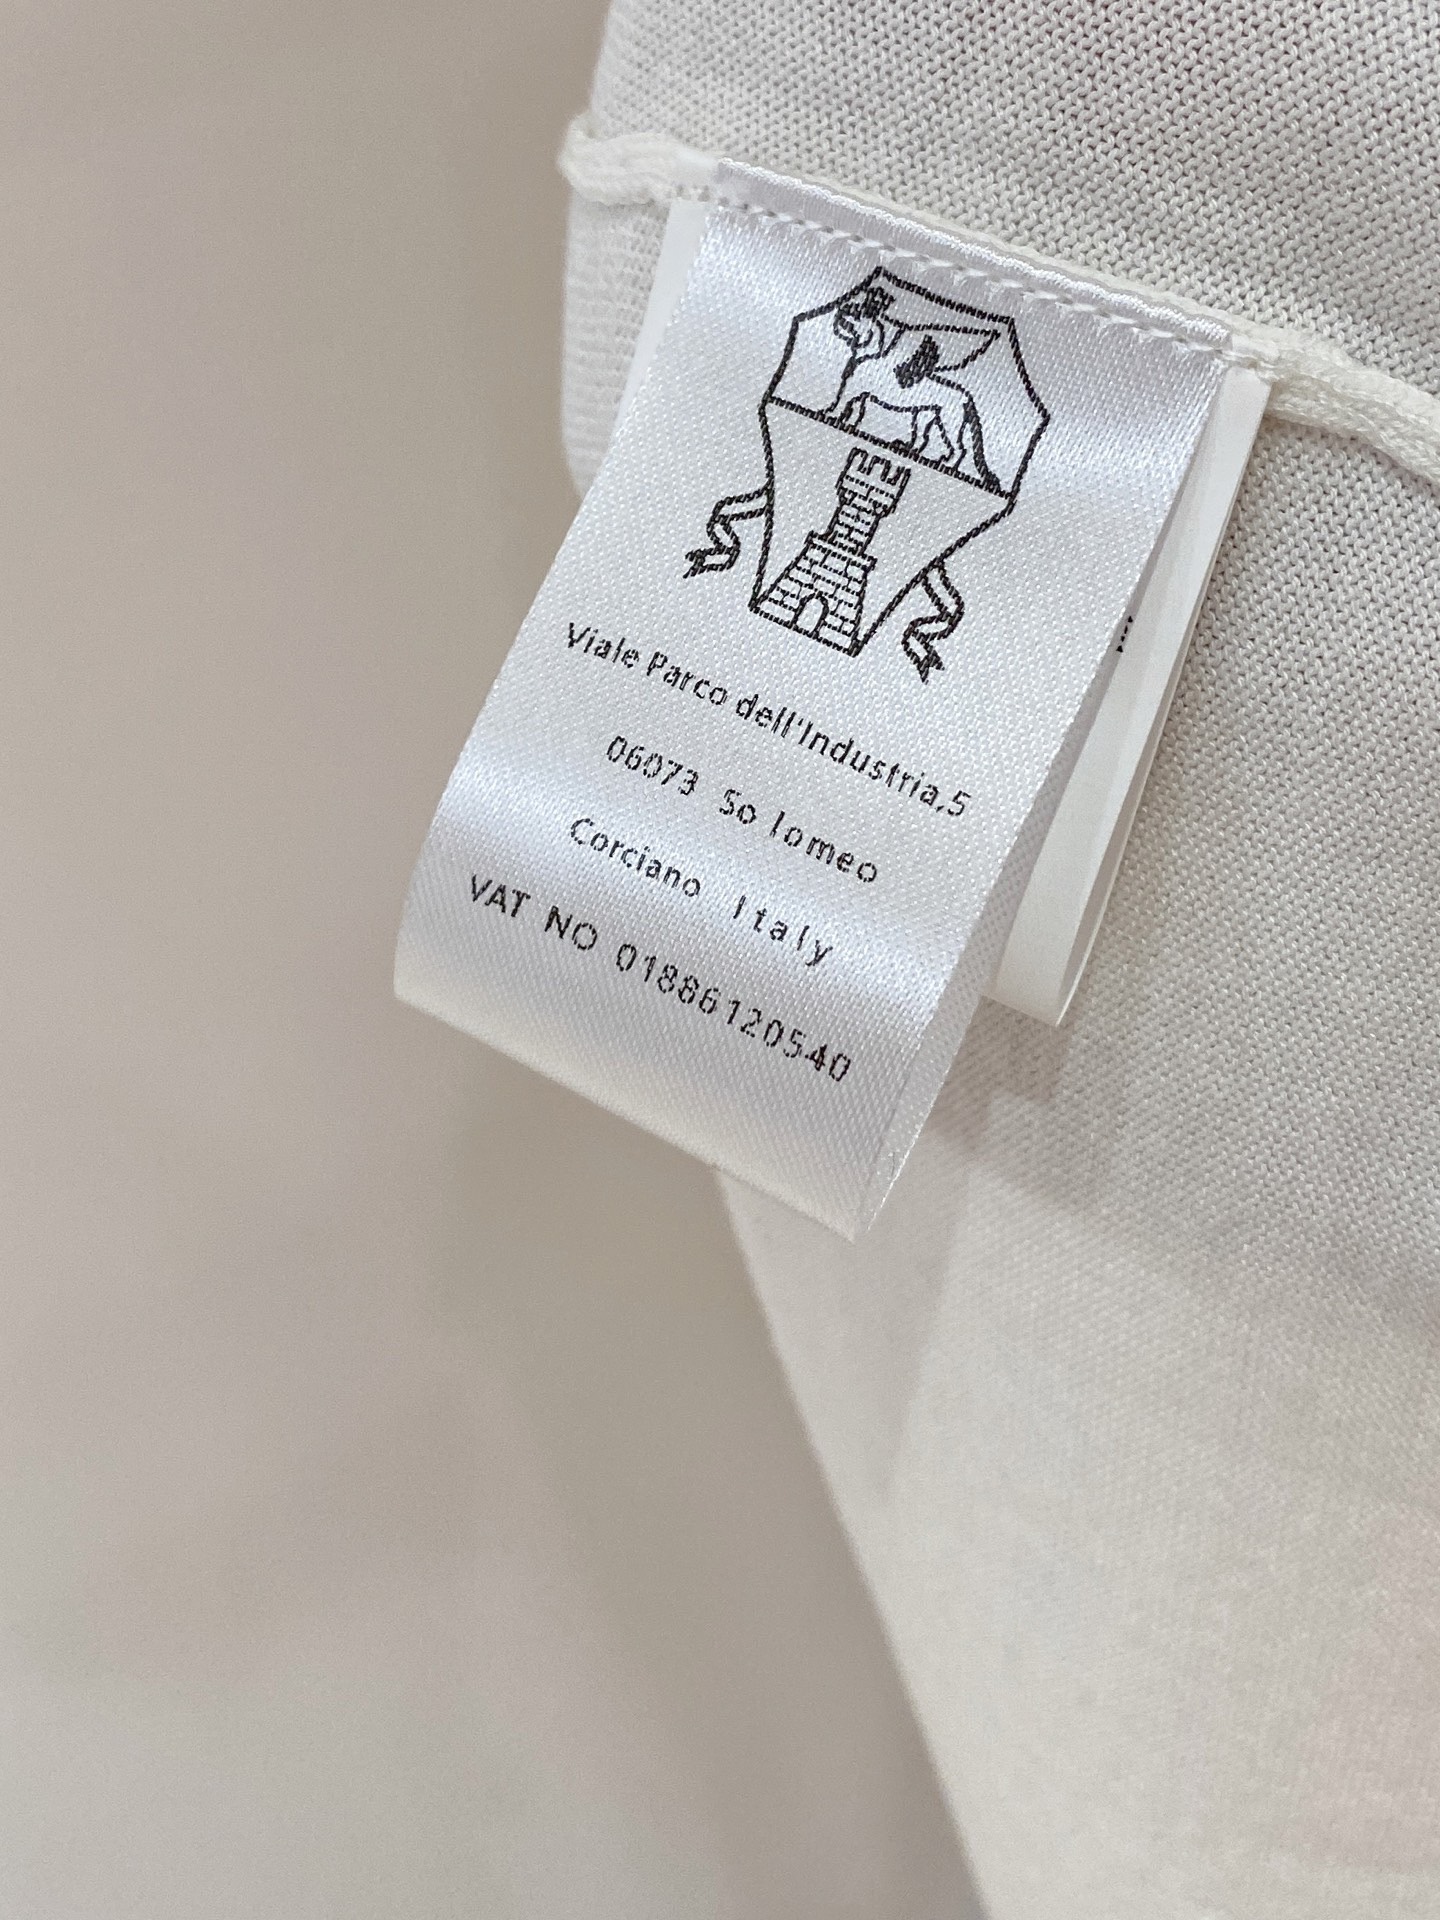 Viale Parco dell'Industria,5
06073 So lomeo
Corciano Italy
VAT NO 01886120540